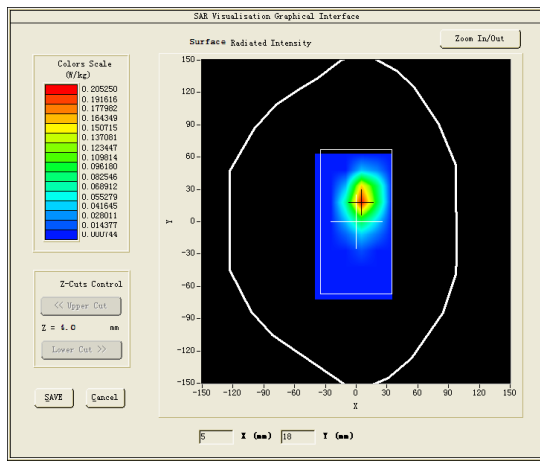 SAR Visualisation Graphical Interface
Surface Radiated Intensity
Zoom In/Out
Colors Scale
(W/kg)
0.205250
0.191616
0.177982
0.164349
0.150715
0.137081
0.123447
0.109814
0.096180
0.082546
0.068912
0.055279
0.041645
0.028011
0.014377
0.000744
150
120
90
60
30
0
-30
-60
-90
-120
-150
Y
-150 -120 -90 -60 -30 0 30 60 90 120 150
X
Z-Cuts Control
<< Upper Cut
Z = 4.0 mm
Lower Cut >>
SAVE Cancel
5 X (mm) 18 Y (mm)